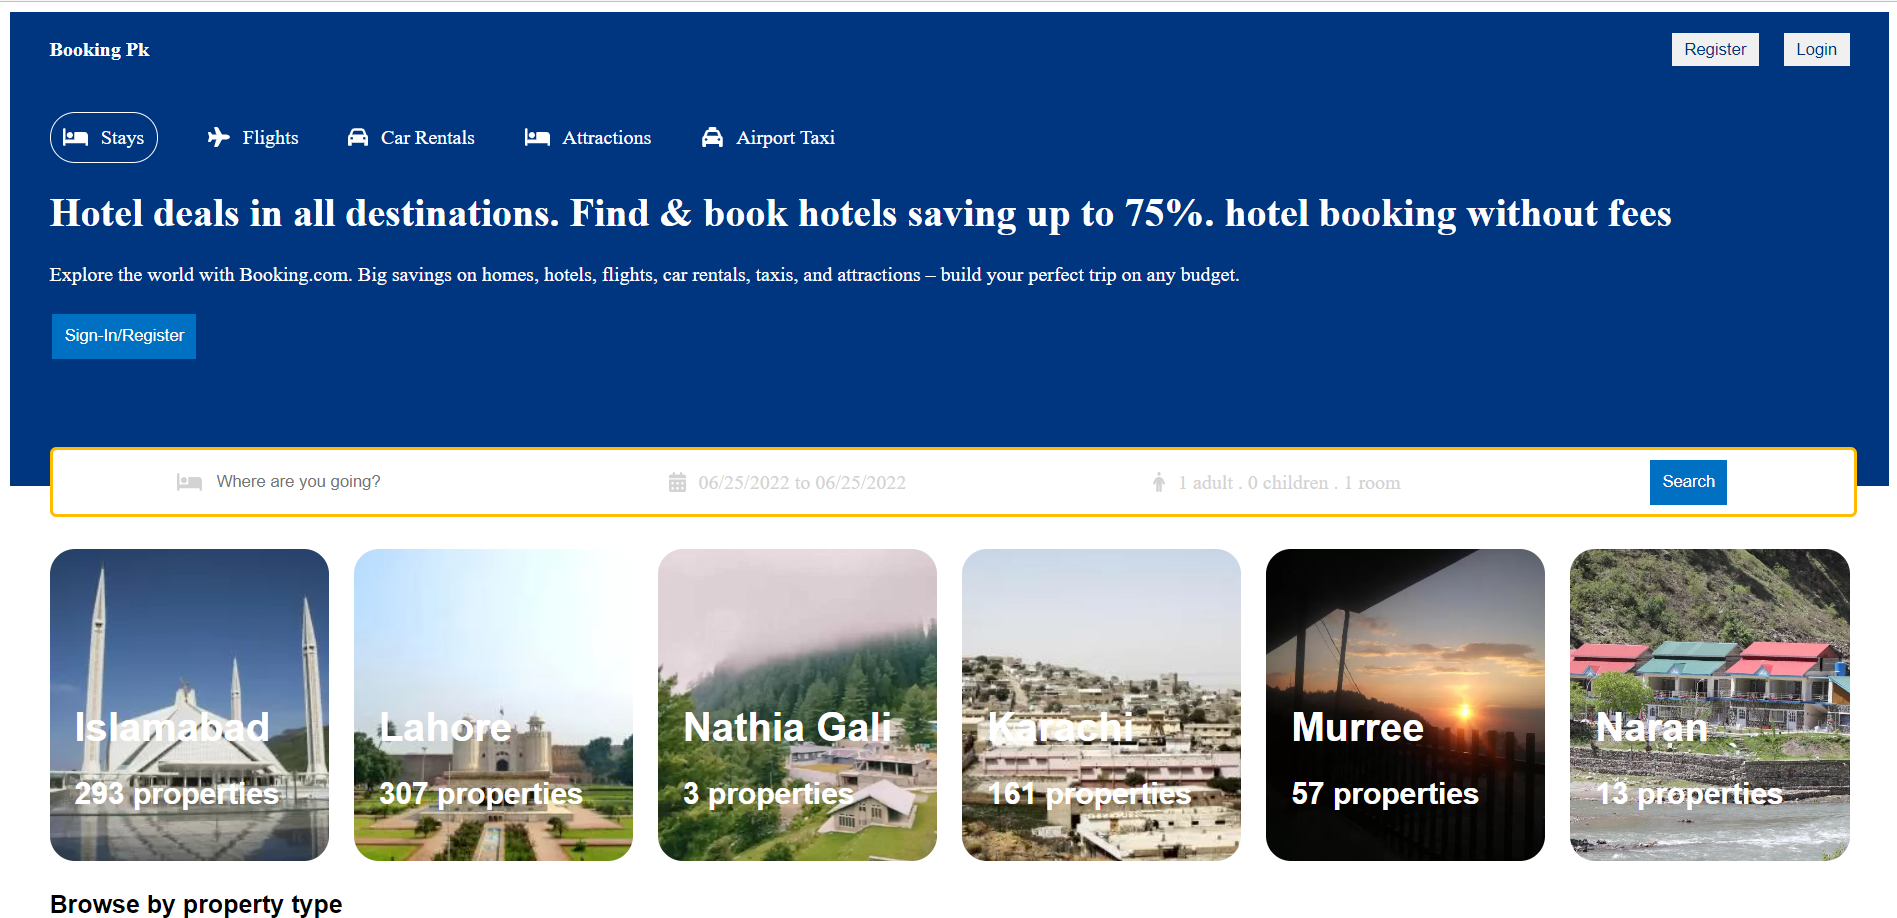 Booking Pk
Register
Login
Stays
Flights
Car Rentals
Attractions
Airport Taxi
Hotel deals in all destinations. Find & book hotels saving up to 75%. hotel booking without fees
Explore the world with Booking.com. Big savings on homes, hotels, flights, car rentals, taxis, and attractions – build your perfect trip on any budget.
Sign-In/Register
Where are you going?
06/25/2022 to 06/25/2022
1 adult . 0 children . 1 room
Search
Islamabad
293 properties
Lahore
307 properties
Nathia Gali
3 properties
Karachi
161 properties
Murree
57 properties
Naran
13 properties
Browse by property type